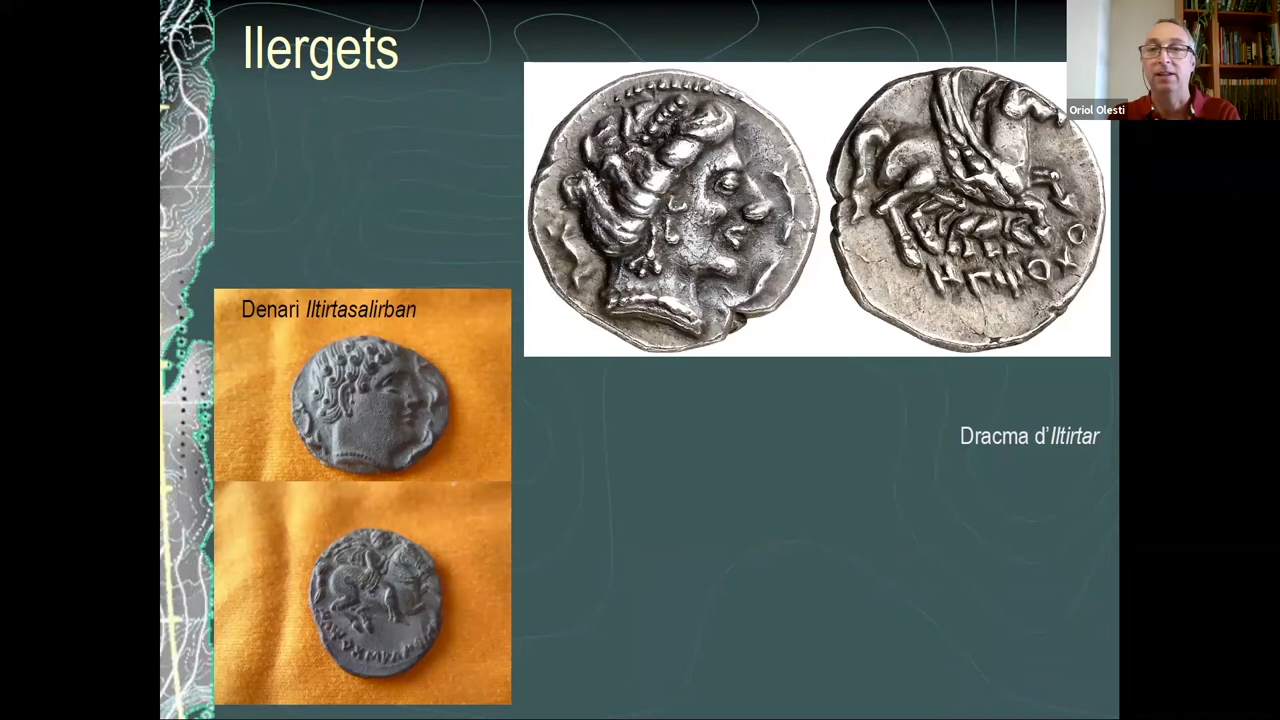 Ilergets
Oriol Olesti
Denari Iltirtasalirban
Dracma d'Iltirtar